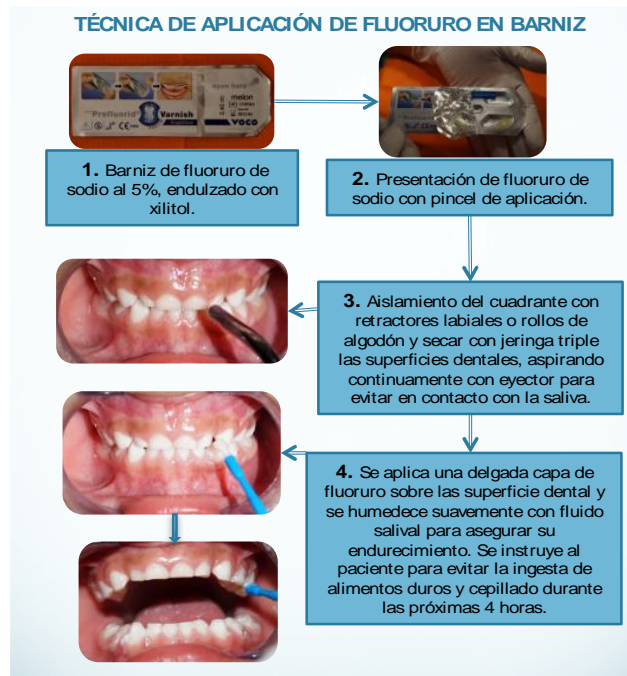 TÉCNICA DE APLICACIÓN DE FLUORURO EN BARNIZ
Profluorid
Varnish
melon
VOCO
1. Barniz de fluoruro de
sodio al 5%, endulzado con
xilitol.
2. Presentación de fluoruro de
sodio con pincel de aplicación.
3. Aislamiento del cuadrante con
retractores labiales o rollos de
algodón y secar con jeringa triple
las superficies dentales, aspirando
continuamente con eyector para
evitar en contacto con la saliva.
4. Se aplica una delgada capa de
fluoruro sobre las superficie dental y
se humedece suavemente con fluido
salival para asegurar su
endurecimiento. Se instruye al
paciente para evitar la ingesta de
alimentos duros y cepillado durante
las próximas 4 horas.